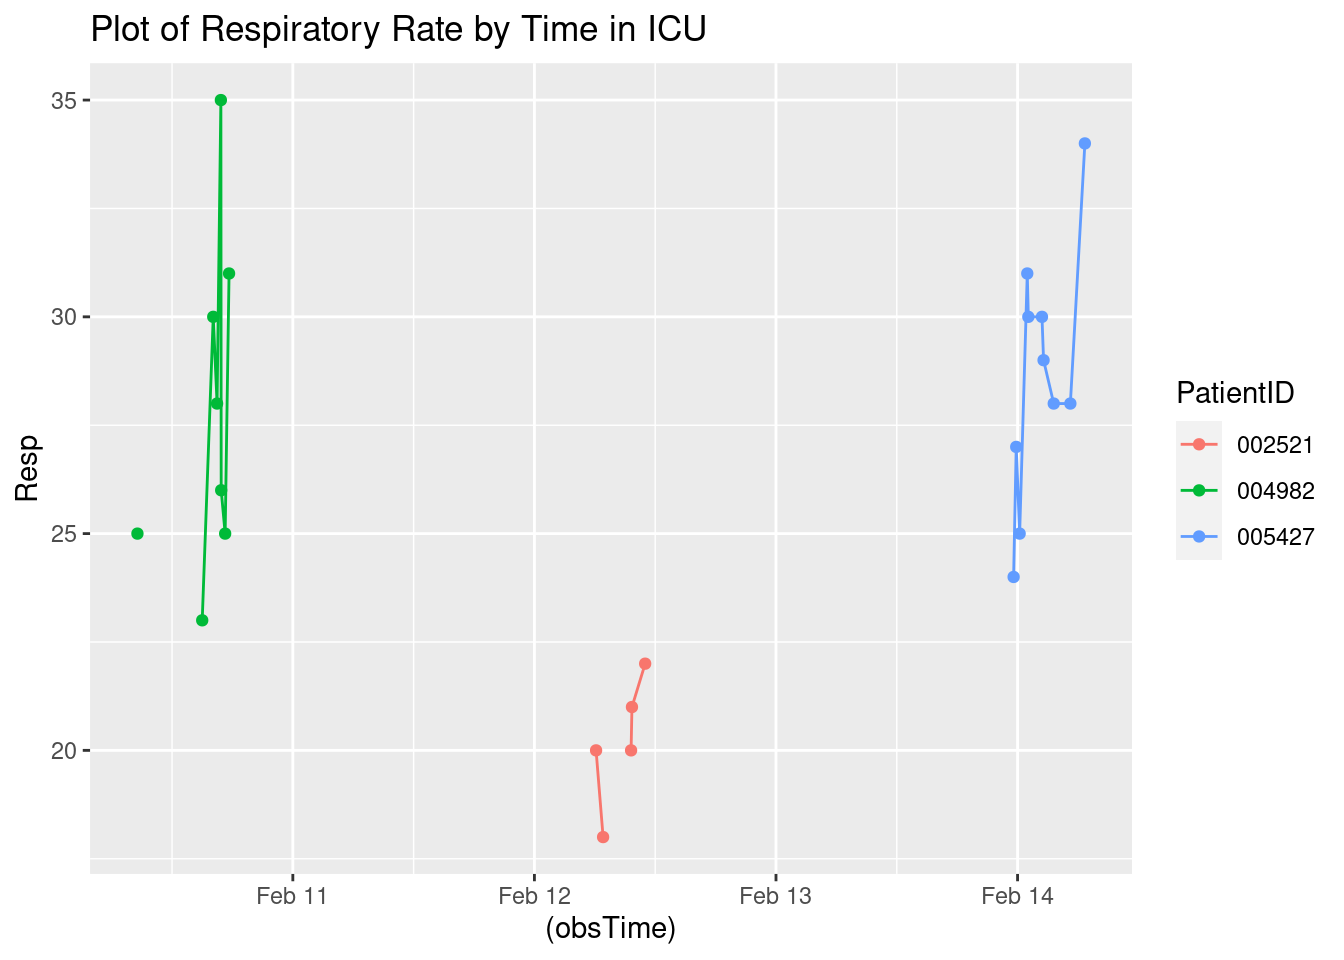 Plot of Respiratory Rate by Time in ICU
35
30
25
20
Resp
Feb 11
Feb 12
Feb 13
Feb 14
(obsTime)
PatientID
002521
004982
005427